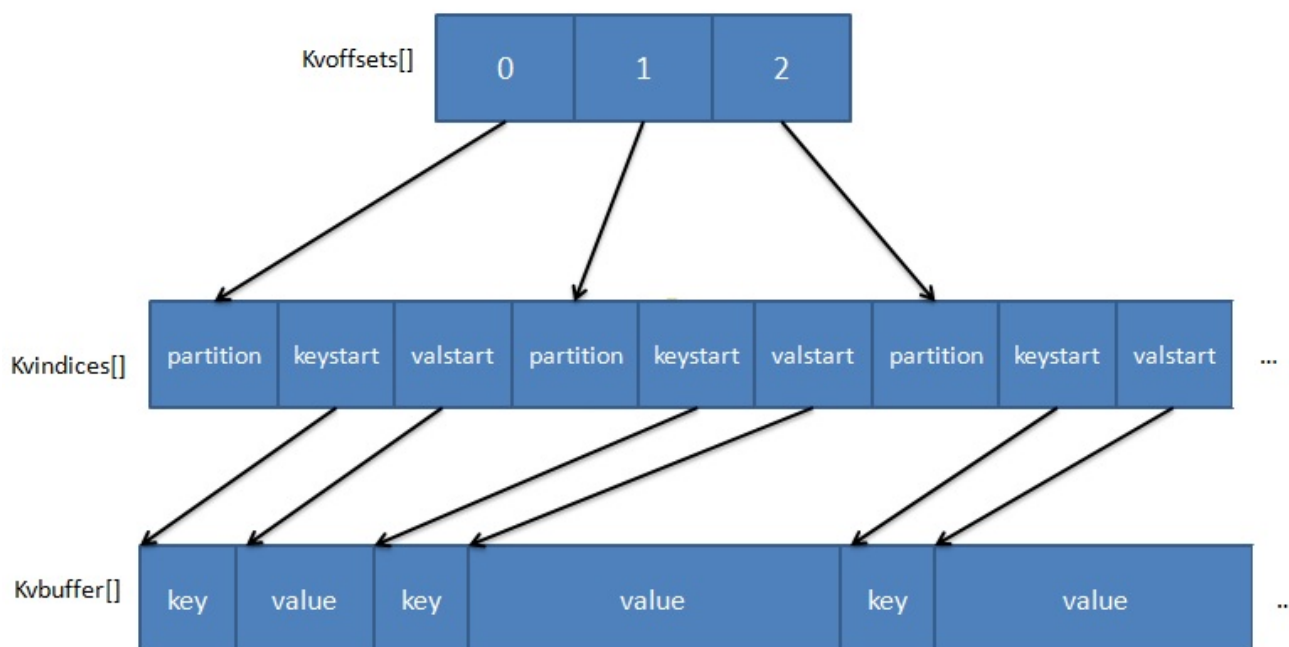 Kvoffsets[] 0 1 2
Kvindices[] partition keystart valstart partition keystart valstart partition keystart valstart ...
Kvbuffer[] key value key value key value ..